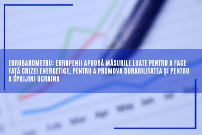 EUROBAROMETRU: EUROPENII APROBĂ MĂSURILE LUATE PENTRU A FACE
FAȚĂ CRIZEI ENERGETICE, PENTRU A PROMOVA DURABILITATEA ȘI PENTRU
A SPRIJINI UCRAINA